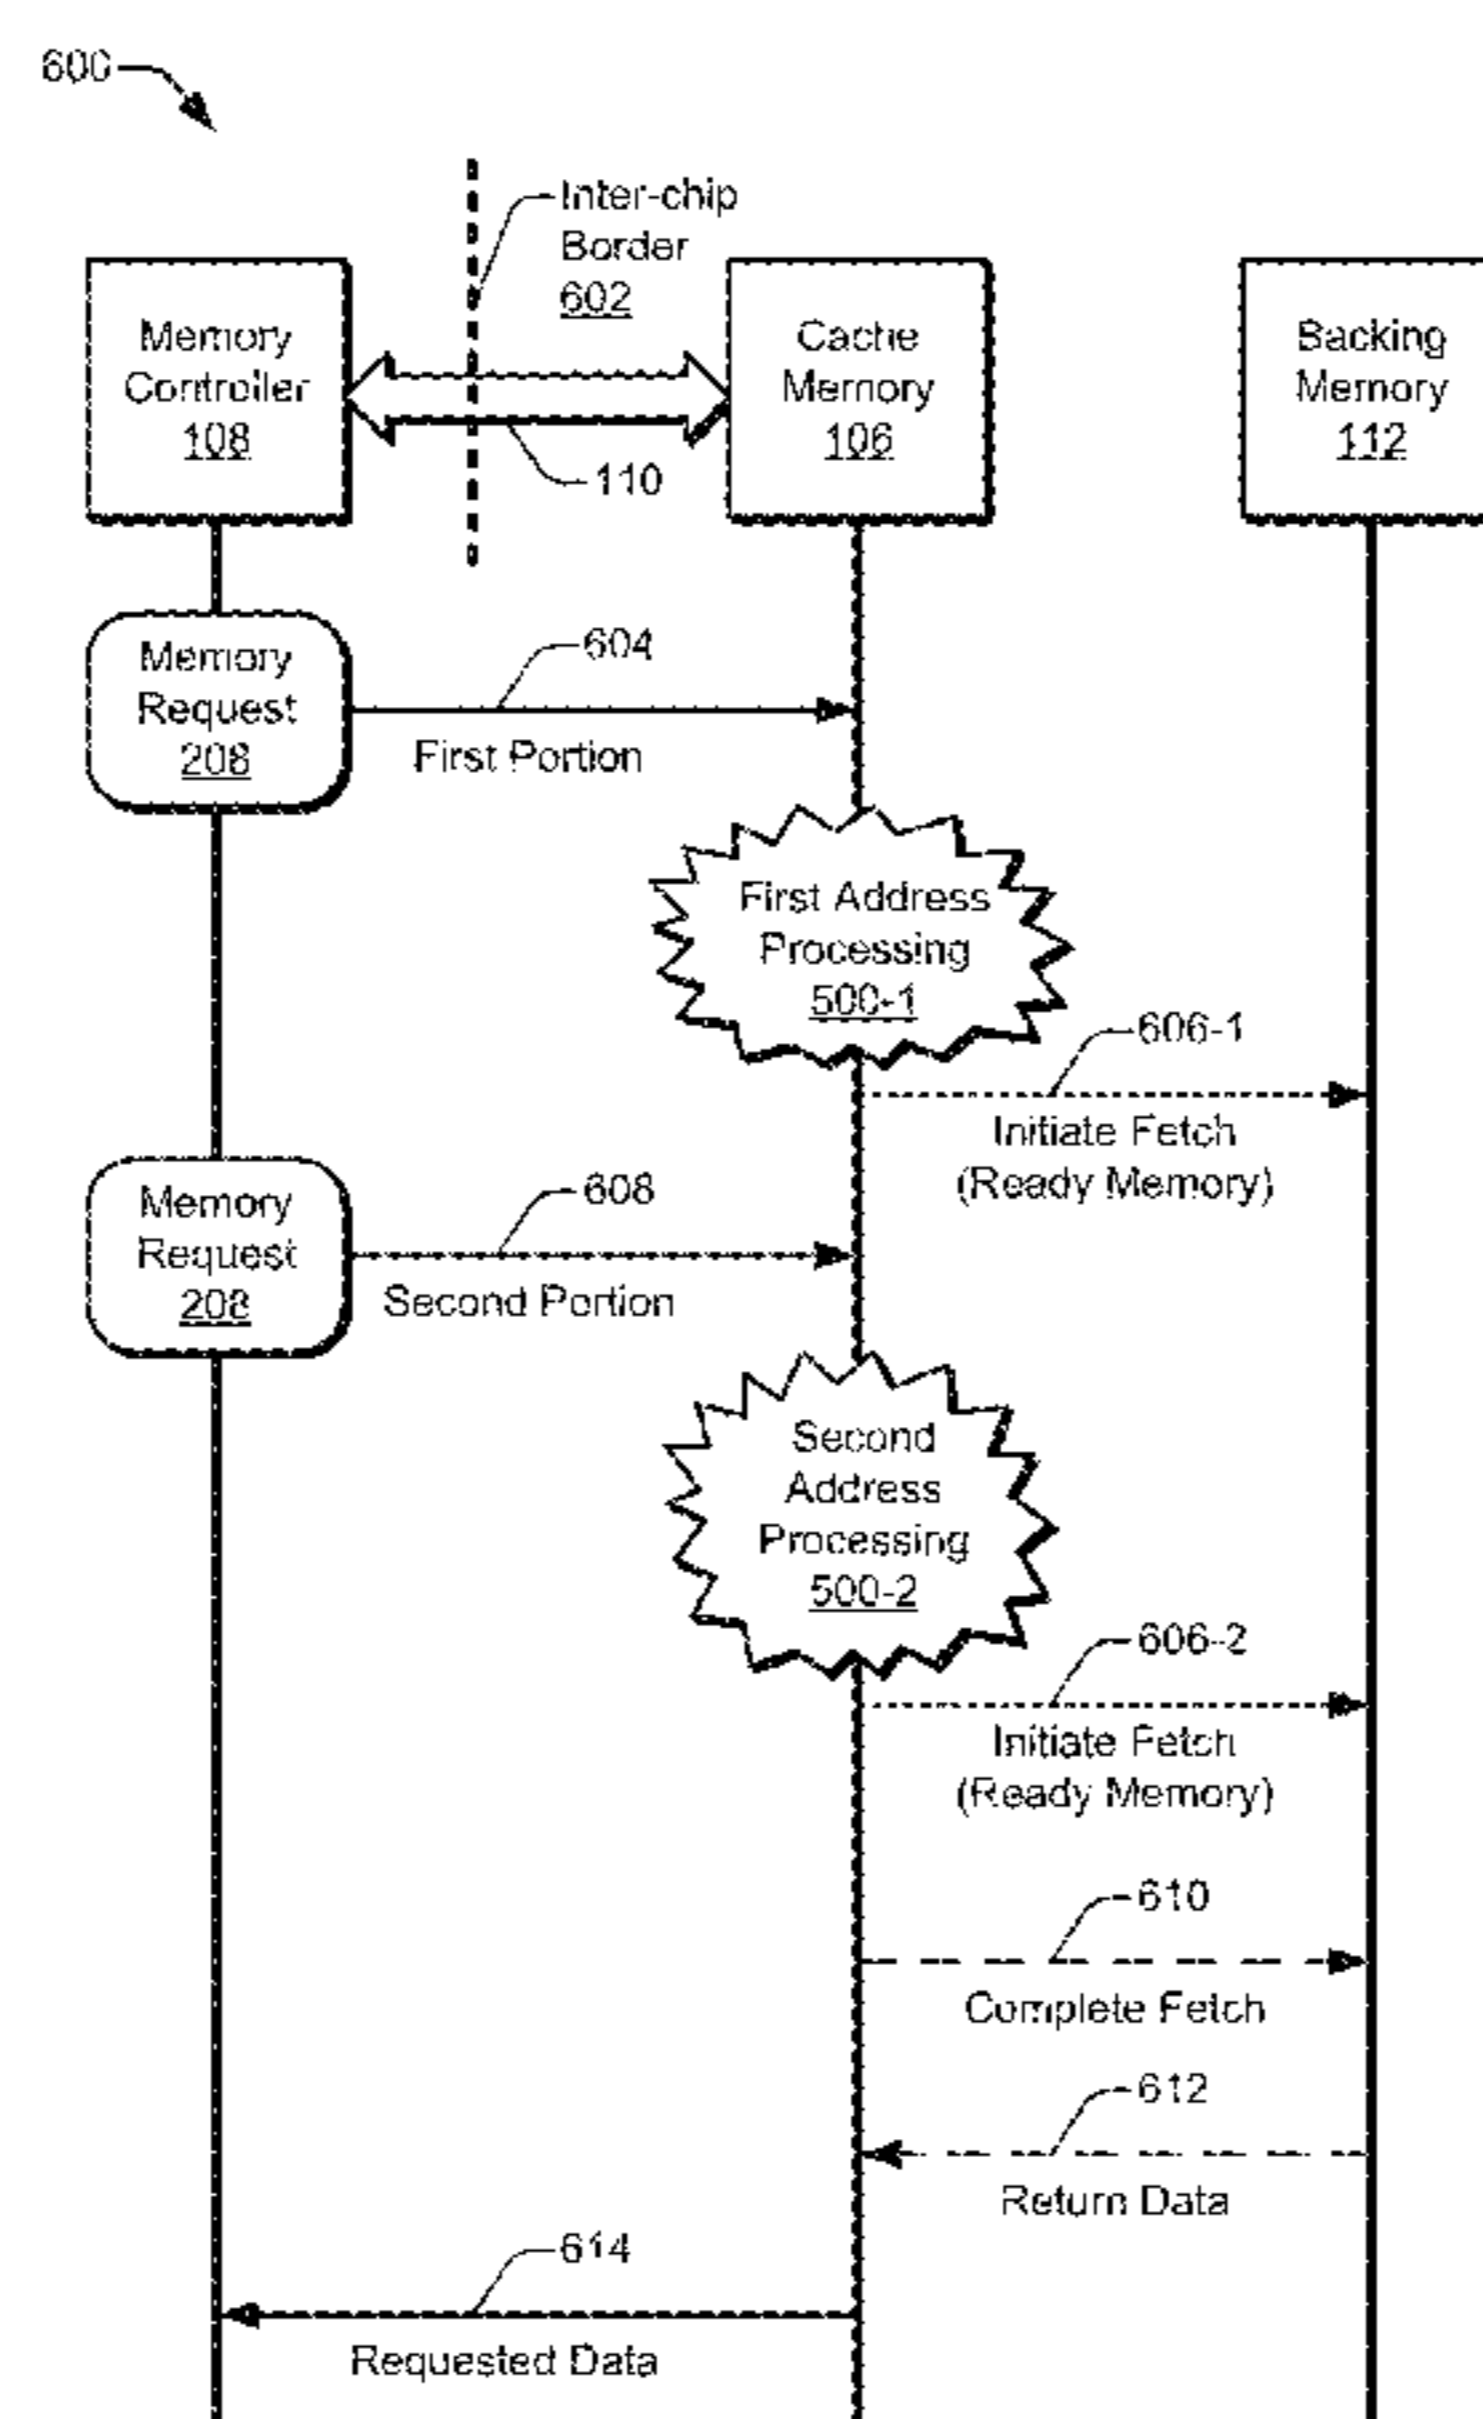 600
Inter-chip
Border
602
Memory
Controller
108
Cache
Memory
106
Backing
Memory
112
110
Memory
Request
208
604
First Portion
First Address
Processing
500-1
606-1
Initiate Fetch
(Ready Memory)
Memory
Request
208
608
Second Portion
Second
Address
Processing
500-2
606-2
Initiate Fetch
(Ready Memory)
610
Complete Fetch
612
Return Data
614
Requested Data